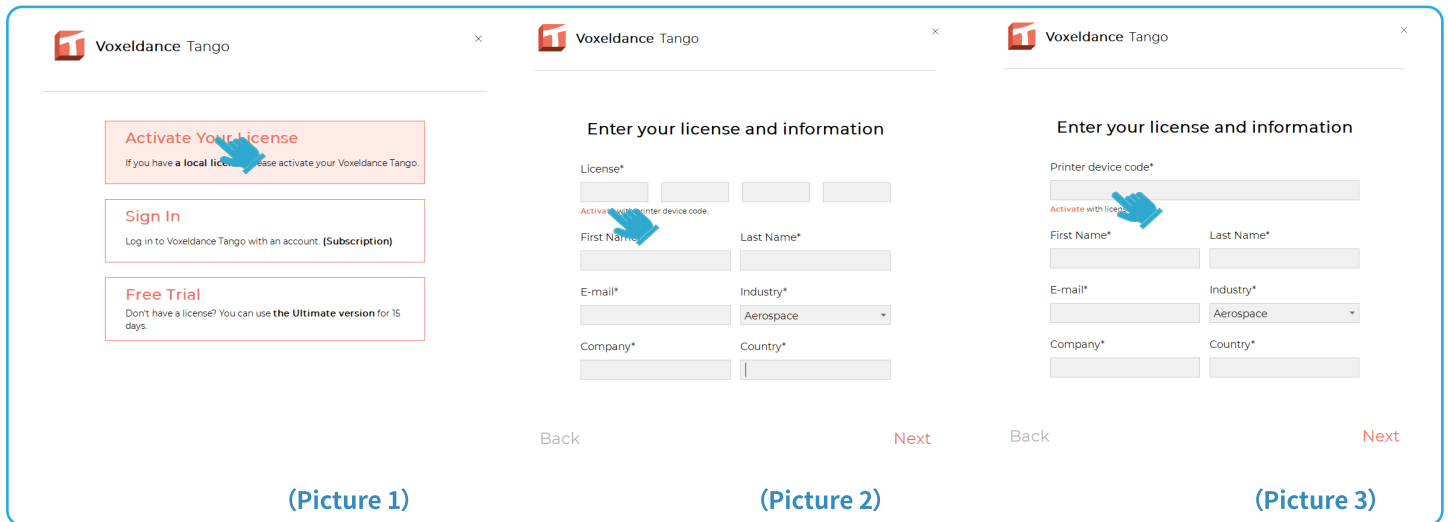 Voxeldance Tango
Activate Your License
If you have a local ease activate your Voxeldance Tango.
Sign In
Log in to Voxeldance Tango with an account. (Subscription)
Free Trial
Don't have a license? You can use the Ultimate version for 15
days.
(Picture 1)
Voxeldance Tango
Enter your license and information
License*
Activate with printer device code.
First Name
Last Name*
E-mail*
Industry*
Aerospace
Company*
Country*
Back
Next
(Picture 2)
Voxeldance Tango
Enter your license and information
Printer device code*
Activate with
First Name*
Last Name*
E-mail*
Industry*
Aerospace
Company*
Country*
Back
Next
(Picture 3)